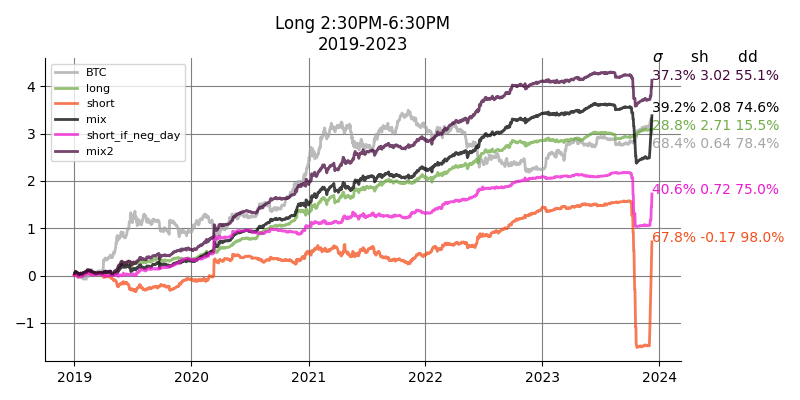 Long 2:30PM-6:30PM
2019-2023
σ sh dd
37.3% 3.02 55.1%
39.2% 2.08 74.6%
28.8% 2.71 15.5%
68.4% 0.64 78.4%
40.6% 0.72 75.0%
67.8% -0.17 98.0%
BTC
long
short
mix
short_if_neg_day
mix2
4
3
2
1
0
−1
2019 2020 2021 2022 2023 2024